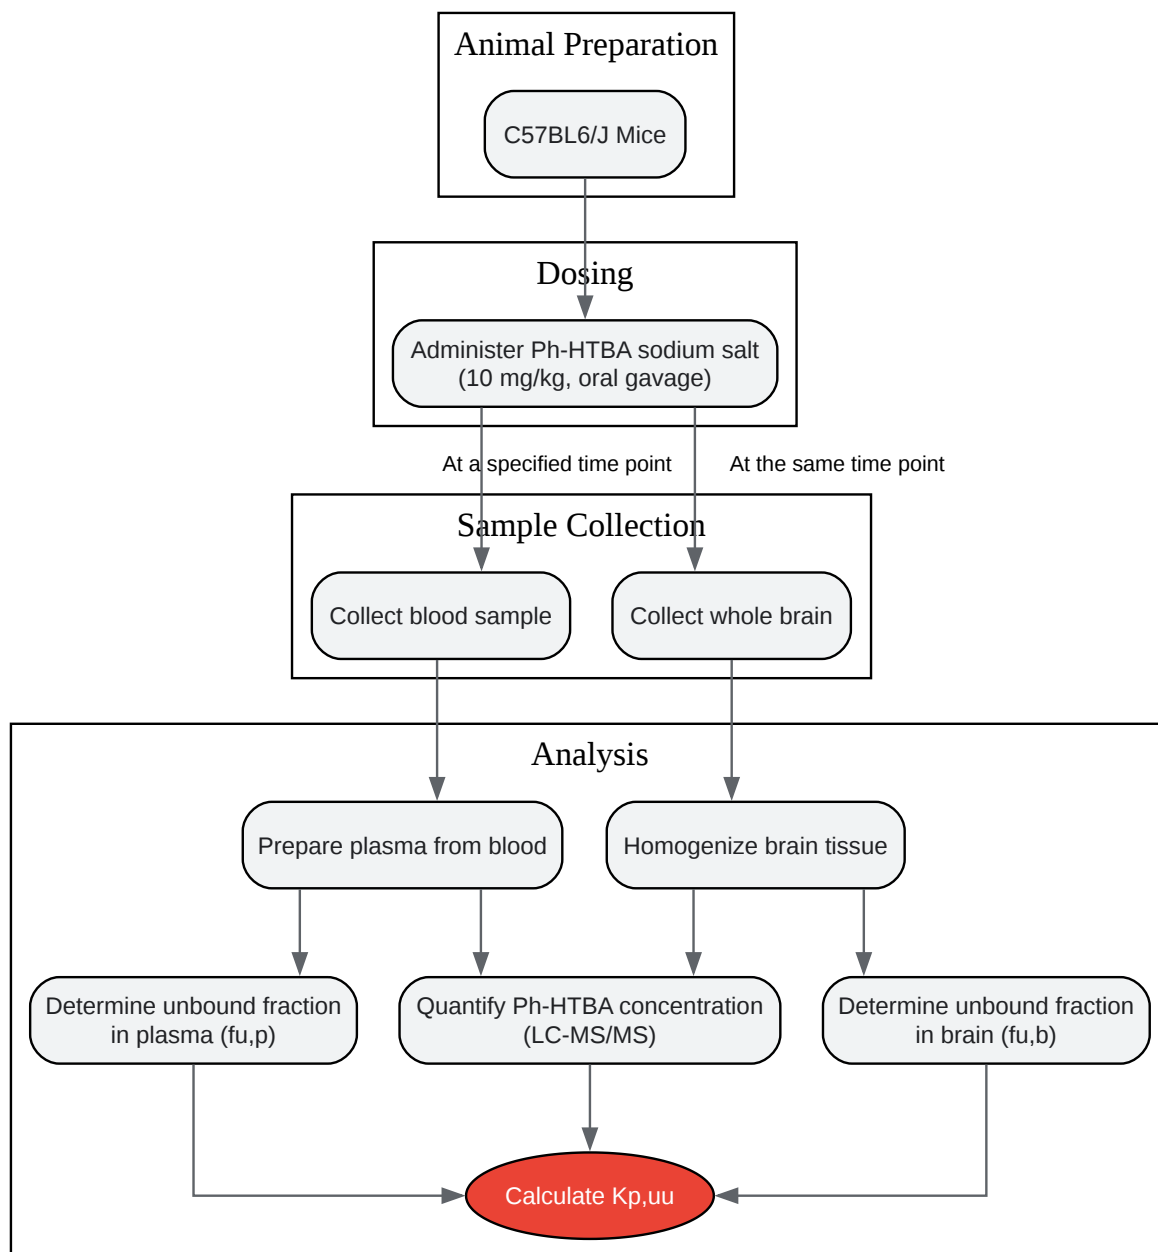 Animal Preparation
C57BL6/J Mice
Dosing
Administer Ph-HTBA sodium salt
(10 mg/kg, oral gavage)
At a specified time point
At the same time point
Sample Collection
Collect blood sample
Collect whole brain
Analysis
Prepare plasma from blood
Homogenize brain tissue
Determine unbound fraction
in plasma (fu,p)
Quantify Ph-HTBA concentration
(LC-MS/MS)
Determine unbound fraction
in brain (fu,b)
Calculate Kp,uu